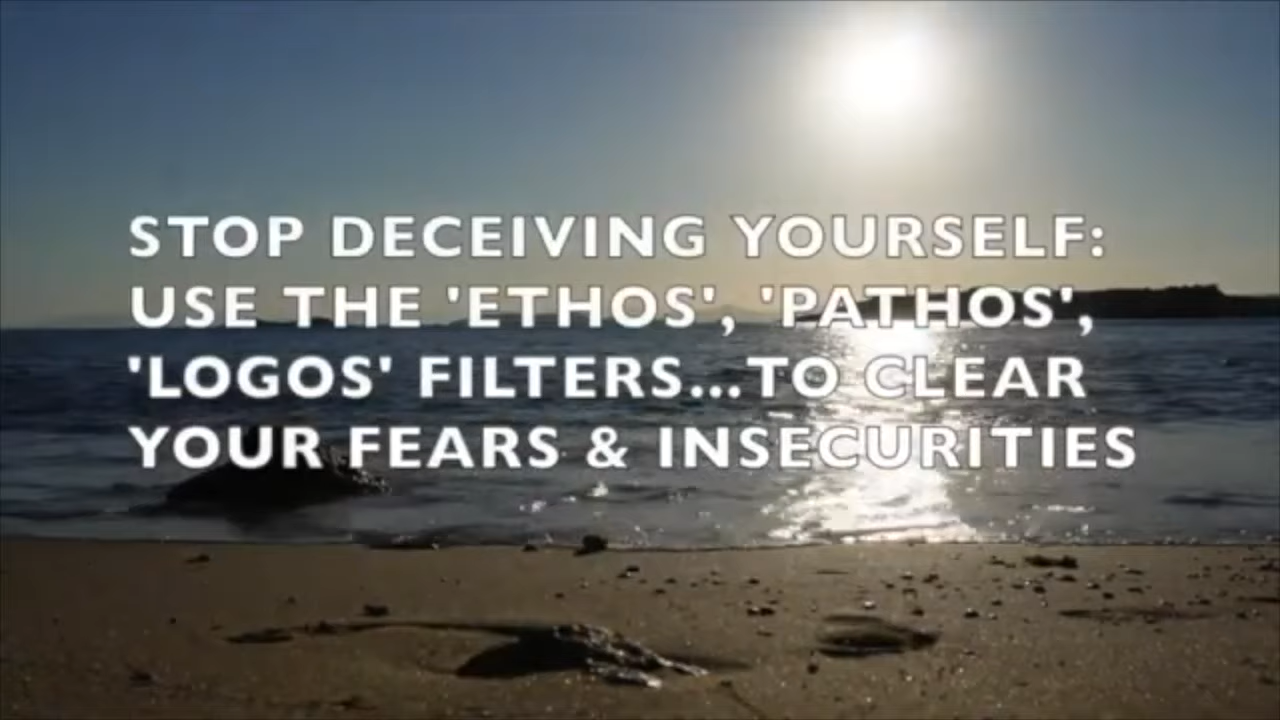 STOP DECEIVING YOURSELF:
USE THE 'ETHOS', 'PATHOS',
'LOGOS' FILTERS...TO CLEAR
YOUR FEARS & INSECURITIES